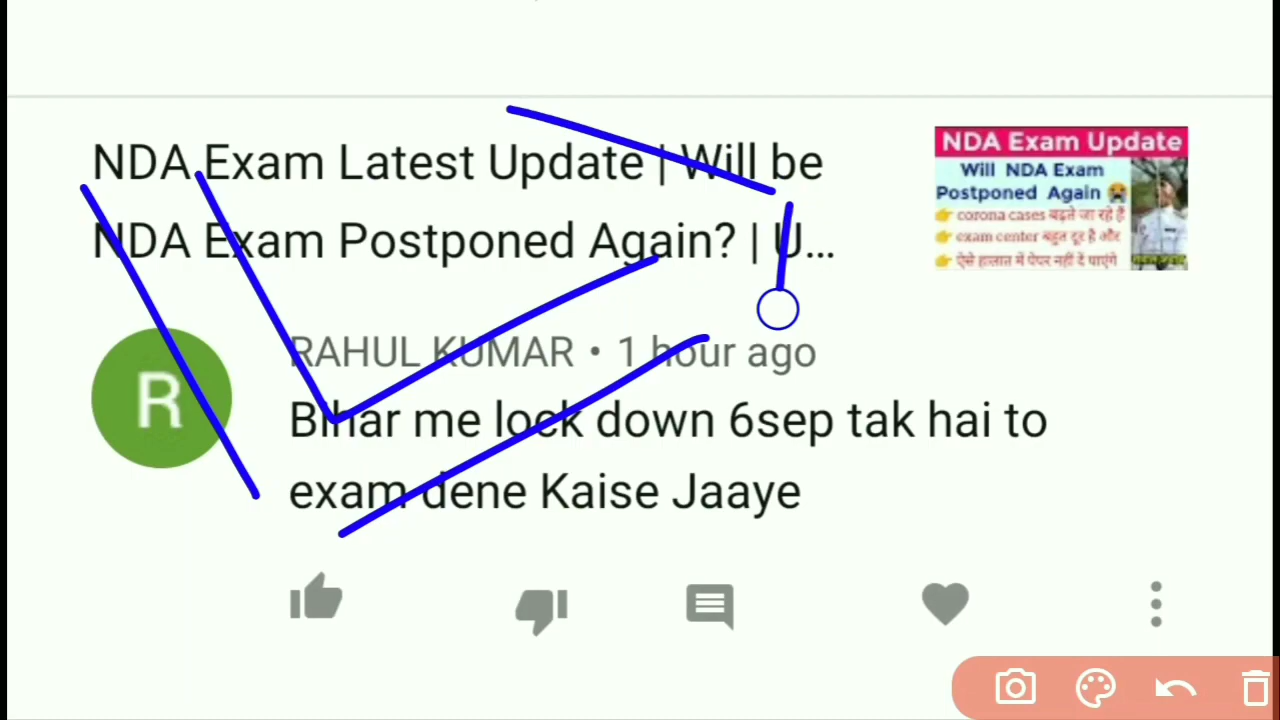 NDA Exam Latest Update | Will be
NDA Exam Postponed Again? | U...
NDA Exam Update
Will NDA Exam
Postponed Again
corona cases बढ़ते जा रहे हैं
exam center बहुत दूर है और
ऐसे हालात में पेपर नहीं दे पाएंगे
R
RAHUL KUMAR • 1 hour ago
Bihar me lock down 6sep tak hai to
exam dene Kaise Jaaye